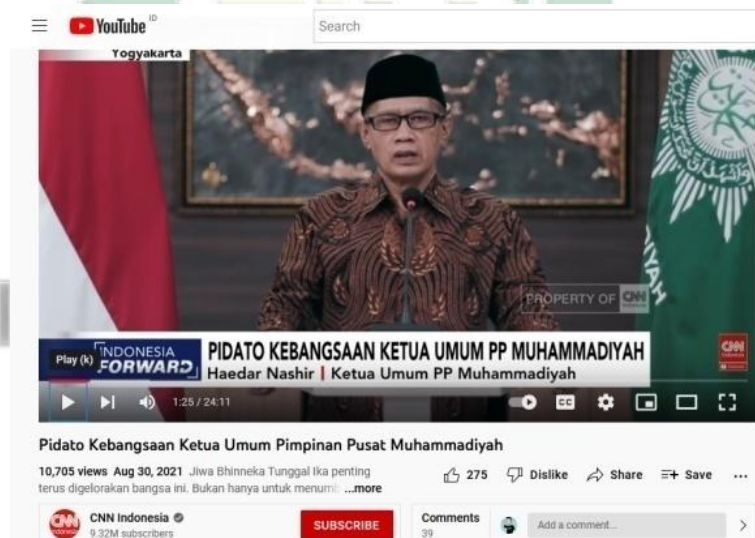 YouTube ID
Search
Yogyakarta
PROPERTY OF CNN
INDONESIA
FORWARD
PIDATO KEBANGSAAN KETUA UMUM PP MUHAMMADIYAH
Haedar Nashir | Ketua Umum PP Muhammadiyah
CNN
Play (k)
1:25 / 24:11
CC
Pidato Kebangsaan Ketua Umum Pimpinan Pusat Muhammadiyah
10,705 views Aug 30, 2021 Jiwa Bhinneka Tunggal Ika penting
terus digelorakan bangsa ini. Bukan hanya untuk ...more
275 Dislike Share Save ...
CNN Indonesia
9.32M subscribers
SUBSCRIBE
Comments
39
Add a comment...